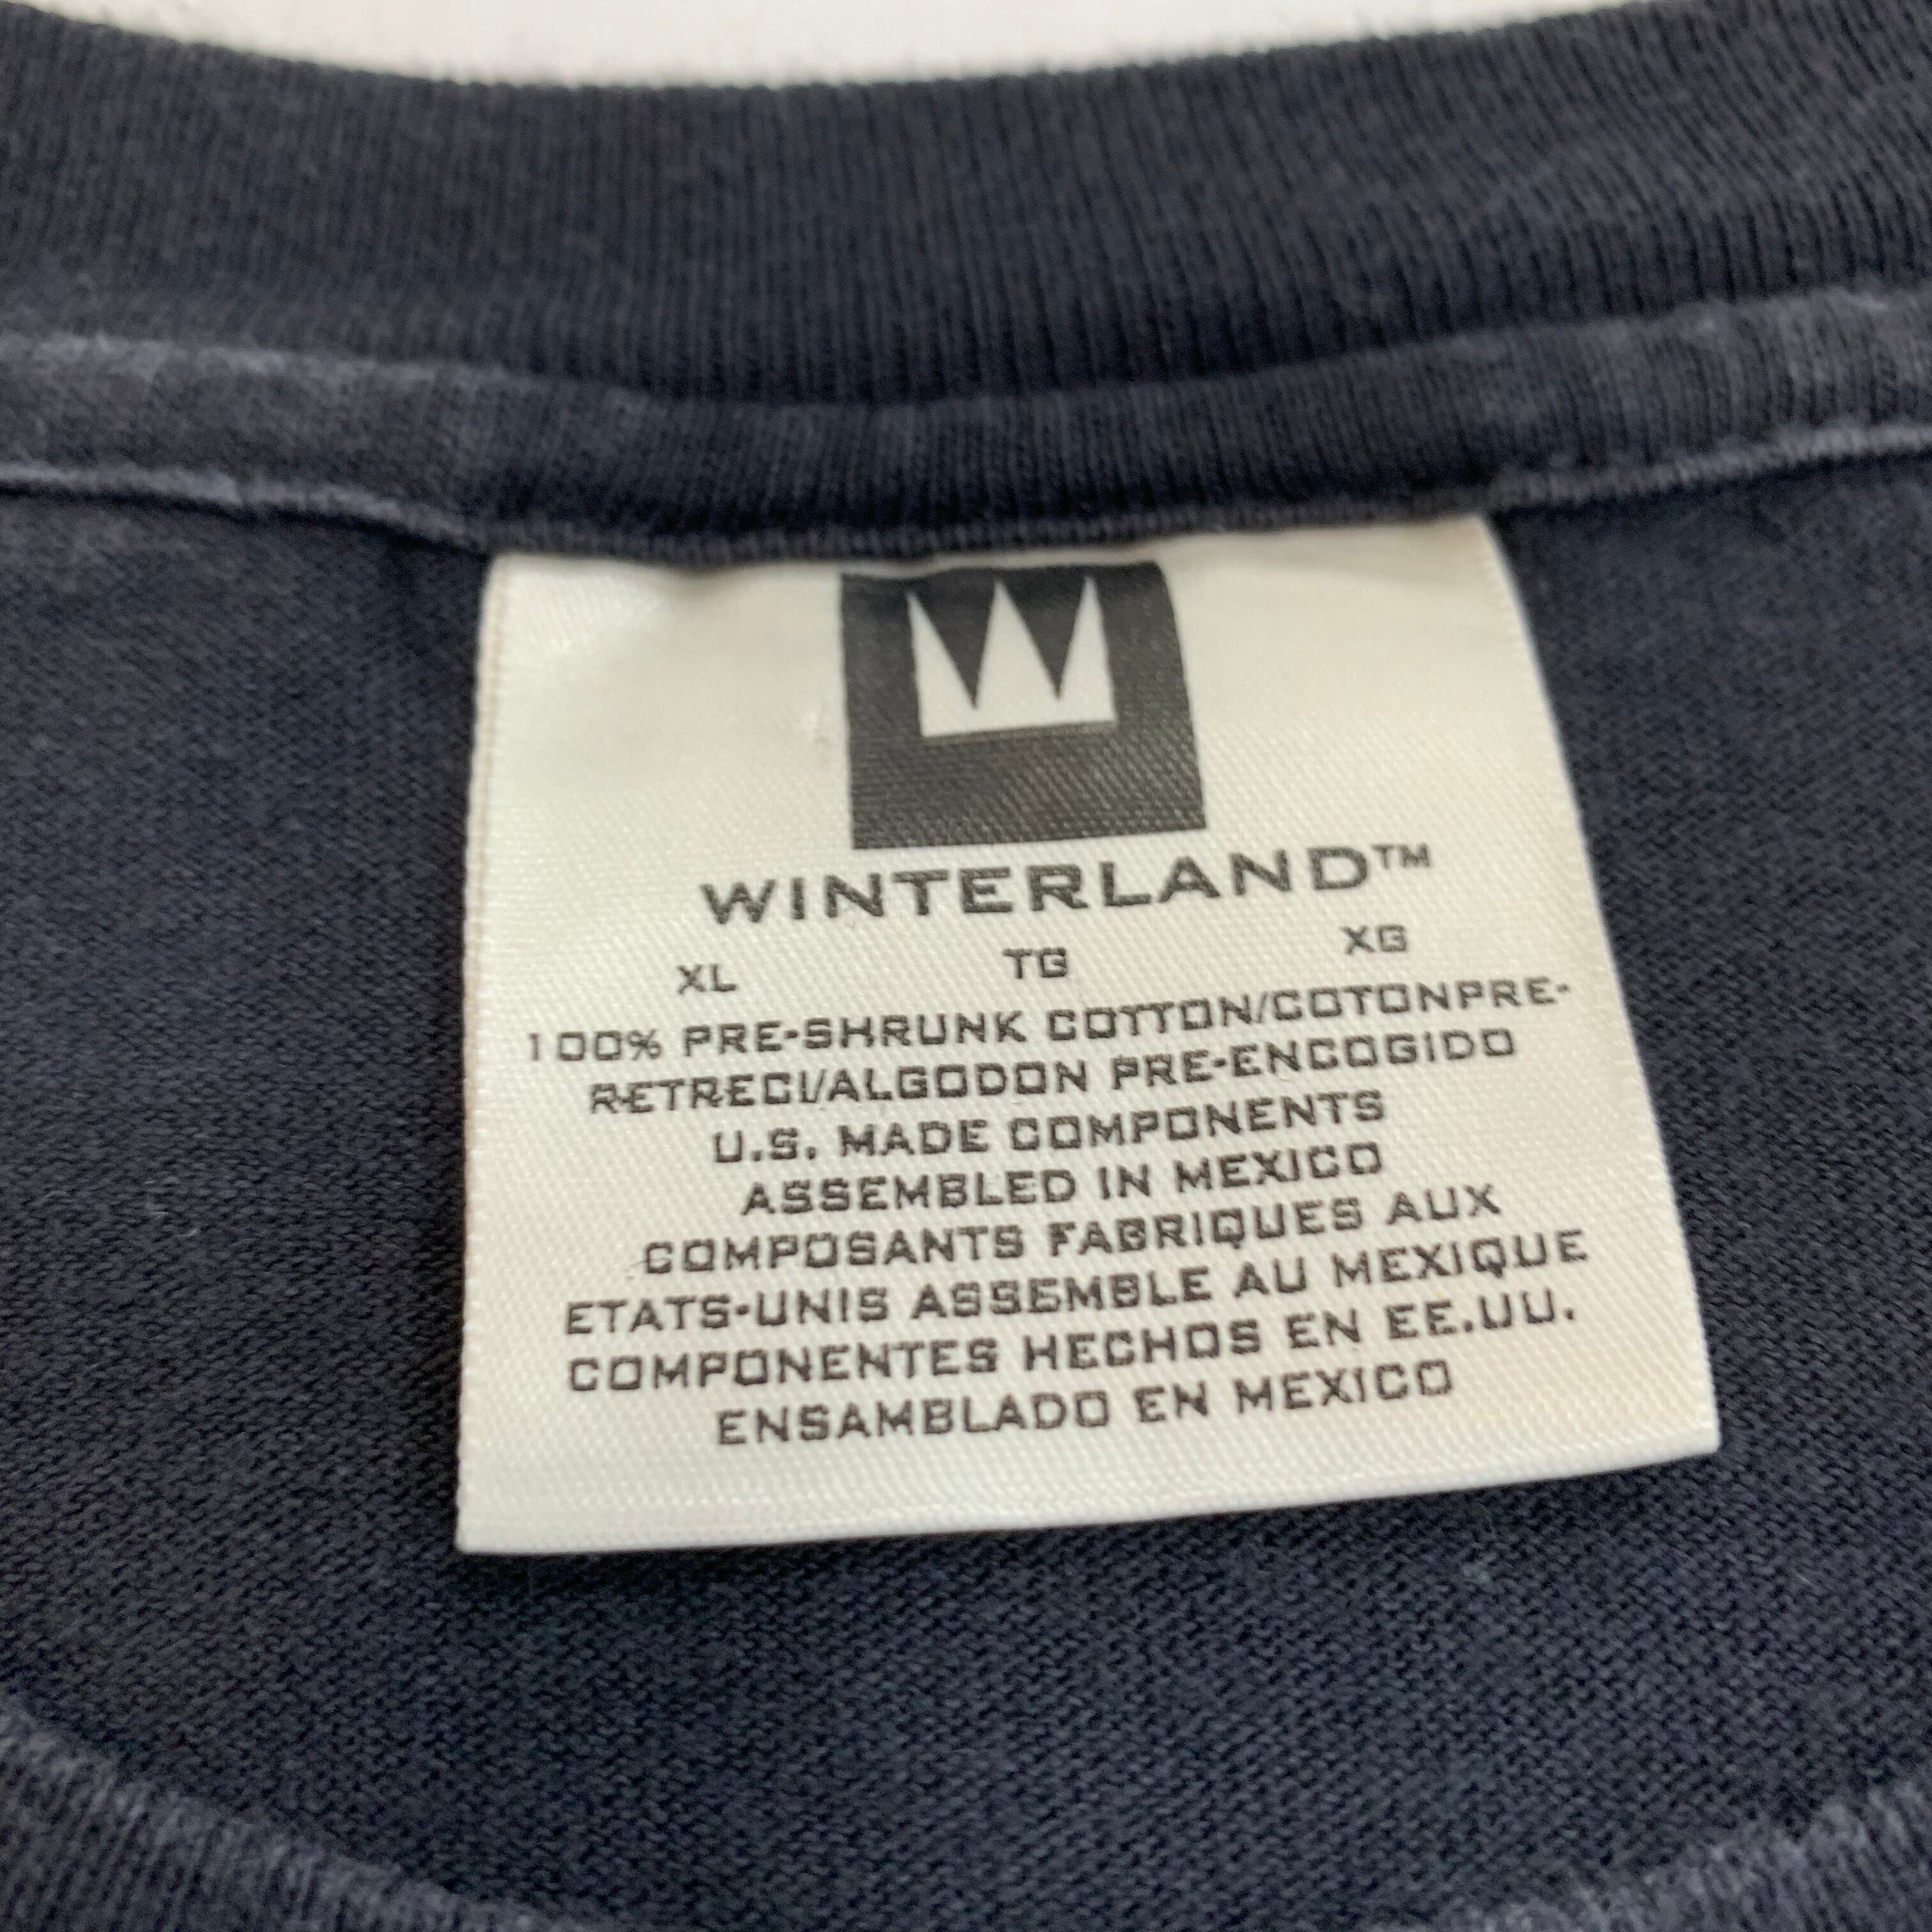 W
WINTERLAND™
XL TG XG
100% PRE-SHRUNK COTTON/COTONPRE-
RETRECI/ALGODON PRE-ENCOGIDO
U.S. MADE COMPONENTS
ASSEMBLED IN MEXICO
COMPOSANTS FABRIQUES AUX
ETATS-UNIS ASSEMBLE AU MEXIQUE
COMPONENTES HECHOS EN EE.UU.
ENSAMBLADO EN MEXICO